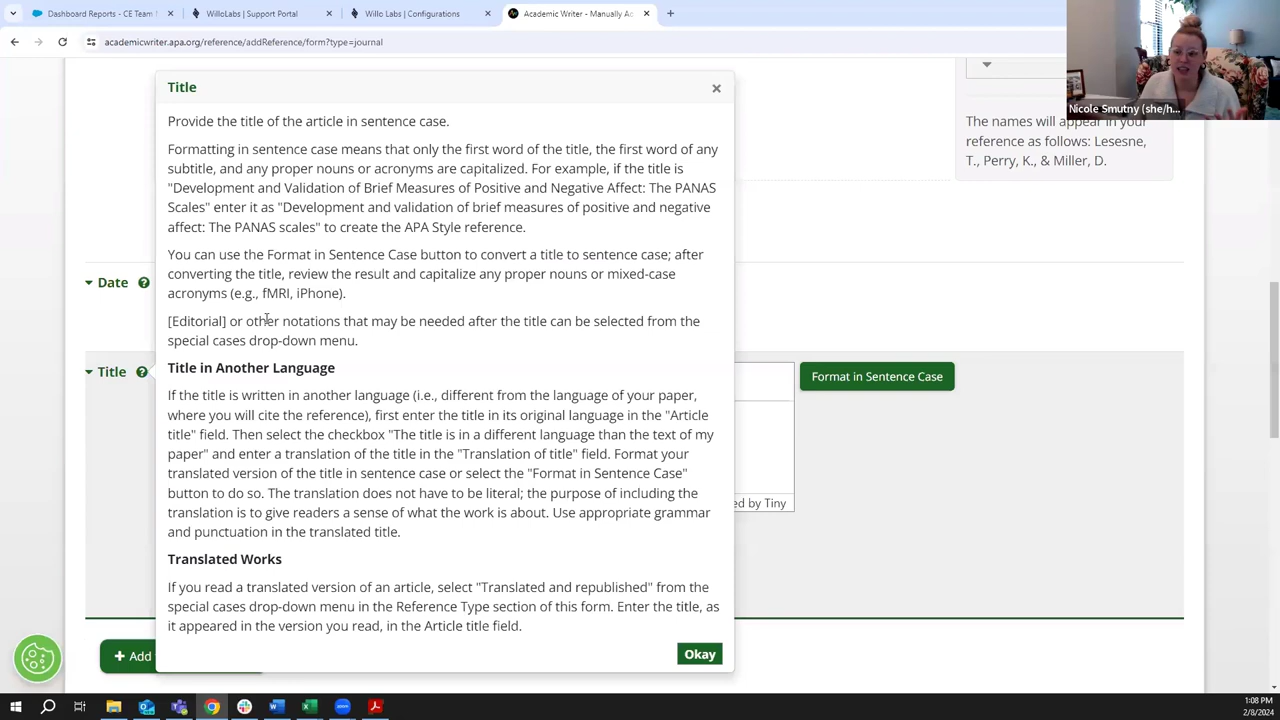 Dashboard Reports - CE Team
WilloLabs | Support Portal
Willo Labs | Configurations
Academic Writer - Manually Ad
academicwriter.apa.org/reference/addReference/form?type=journal
Nicole Smutny (she/h...
Title
Provide the title of the article in sentence case.
Formatting in sentence case means that only the first word of the title, the first word of any
subtitle, and any proper nouns or acronyms are capitalized. For example, if the title is
"Development and Validation of Brief Measures of Positive and Negative Affect: The PANAS
Scales" enter it as "Development and validation of brief measures of positive and negative
affect: The PANAS scales" to create the APA Style reference.
You can use the Format in Sentence Case button to convert a title to sentence case; after
converting the title, review the result and capitalize any proper nouns or mixed-case
acronyms (e.g., fMRI, iPhone).
[Editorial] or other notations that may be needed after the title can be selected from the
special cases drop-down menu.
Title in Another Language
If the title is written in another language (i.e., different from the language of your paper,
where you will cite the reference), first enter the title in its original language in the "Article
title" field. Then select the checkbox "The title is in a different language than the text of my
paper" and enter a translation of the title in the "Translation of title" field. Format your
translated version of the title in sentence case or select the "Format in Sentence Case"
button to do so. The translation does not have to be literal; the purpose of including the
translation is to give readers a sense of what the work is about. Use appropriate grammar
and punctuation in the translated title.
Translated Works
If you read a translated version of an article, select "Translated and republished" from the
special cases drop-down menu in the Reference Type section of this form. Enter the title, as
it appeared in the version you read, in the Article title field.
Okay
The names will appear in your
reference as follows: Lesesne,
T., Perry, K., & Miller, D.
Date
Title
Format in Sentence Case
ed by Tiny
+ Add
1:08 PM
2/8/2024